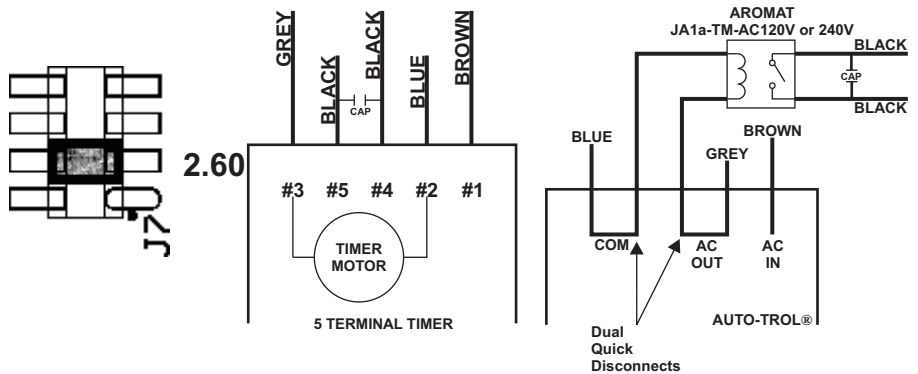 J7
2.60
GREY
BLACK
CAP
BLACK
BLUE
BROWN
#3
#5
#4
#2
#1
TIMER
MOTOR
5 TERMINAL TIMER
AROMAT
JA1a-TM-AC120V or 240V
BLACK
CAP
BLACK
BLUE
BROWN
GREY
COM
AC
OUT
AC
IN
AUTO-TROL®
Dual
Quick
Disconnects